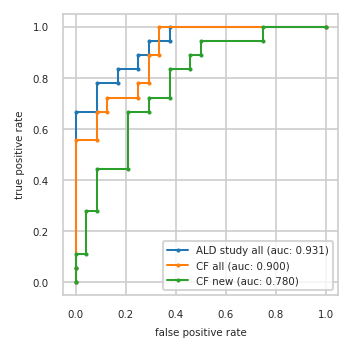 1.0
0.8
0.6
0.4
0.2
0.0
true positive rate
ALD study all (auc: 0.931)
CF all (auc: 0.900)
CF new (auc: 0.780)
0.0 0.2 0.4 0.6 0.8 1.0
false positive rate